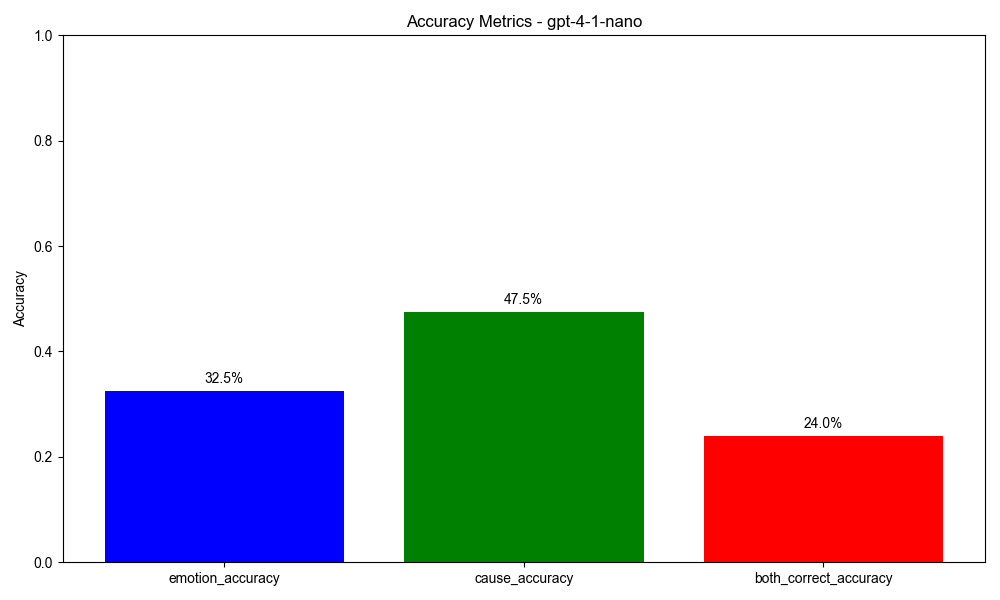 Accuracy Metrics - gpt-4-1-nano
1.0
0.8
0.6
0.4
0.2
0.0
Accuracy
32.5%
47.5%
24.0%
emotion_accuracy
cause_accuracy
both_correct_accuracy